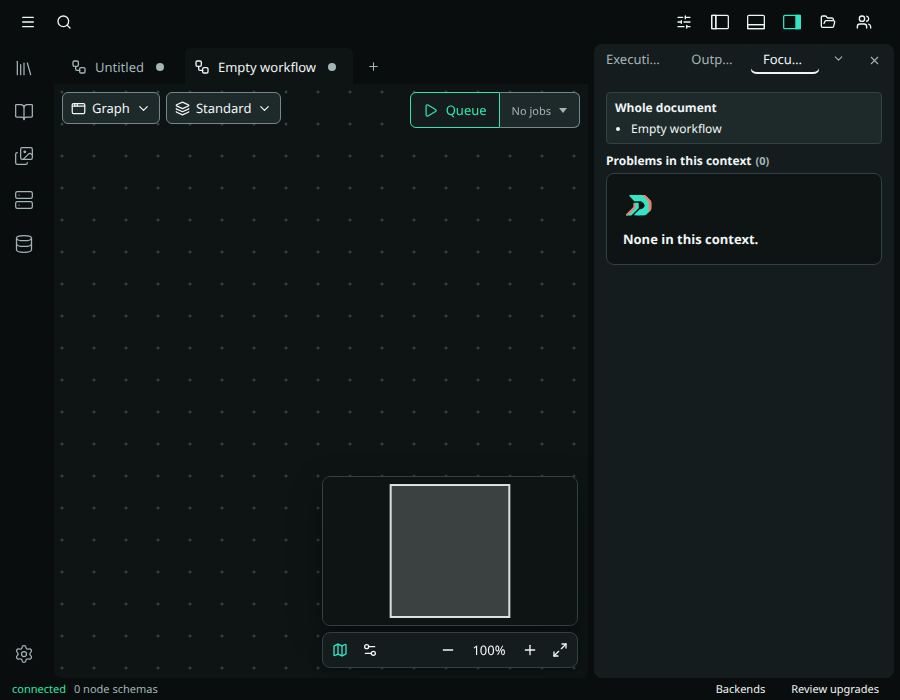 Untitled
Empty workflow
Executi...
Outp...
Focu...
Graph
Standard
Queue
No jobs
Whole document
• Empty workflow
Problems in this context (0)
None in this context.
100%
connected
0 node schemas
Backends
Review upgrades